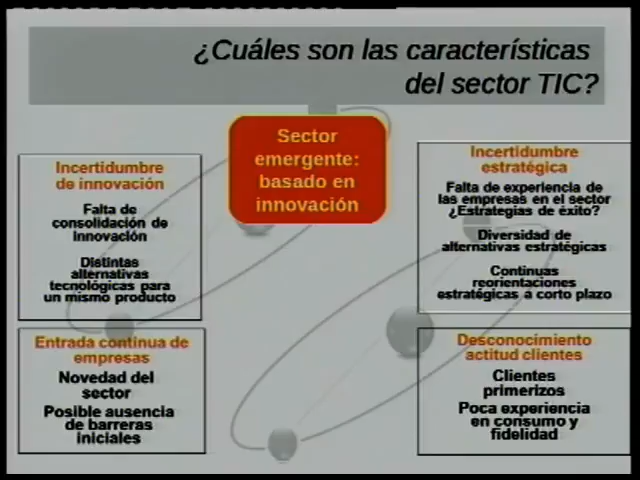 ¿Cuáles son las características
del sector TIC?
Sector
emergente:
basado en
innovación
Incertidumbre
de innovación
Falta de
consolidación de
innovación
Distintas
alternativas
tecnológicas para
un mismo producto
Incertidumbre
estratégica
Falta de experiencia de
las empresas en el sector
¿Estrategias de éxito?
Diversidad de
alternativas estratégicas
Continuas
reorientaciones
estratégicas a corto plazo
Entrada continua de
empresas
Novedad del
sector
Posible ausencia
de barreras
iniciales
Desconocimiento
actitud clientes
Clientes
primerizos
Poca experiencia
en consumo y
fidelidad